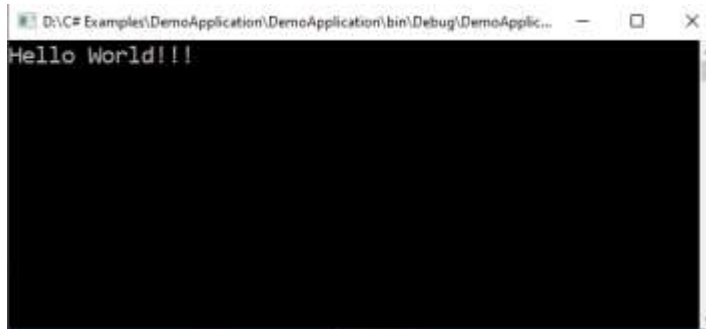 D:\C# Examples\DemoApplication\DemoApplication\bin\Debug\DemoApplic...
Hello World!!!